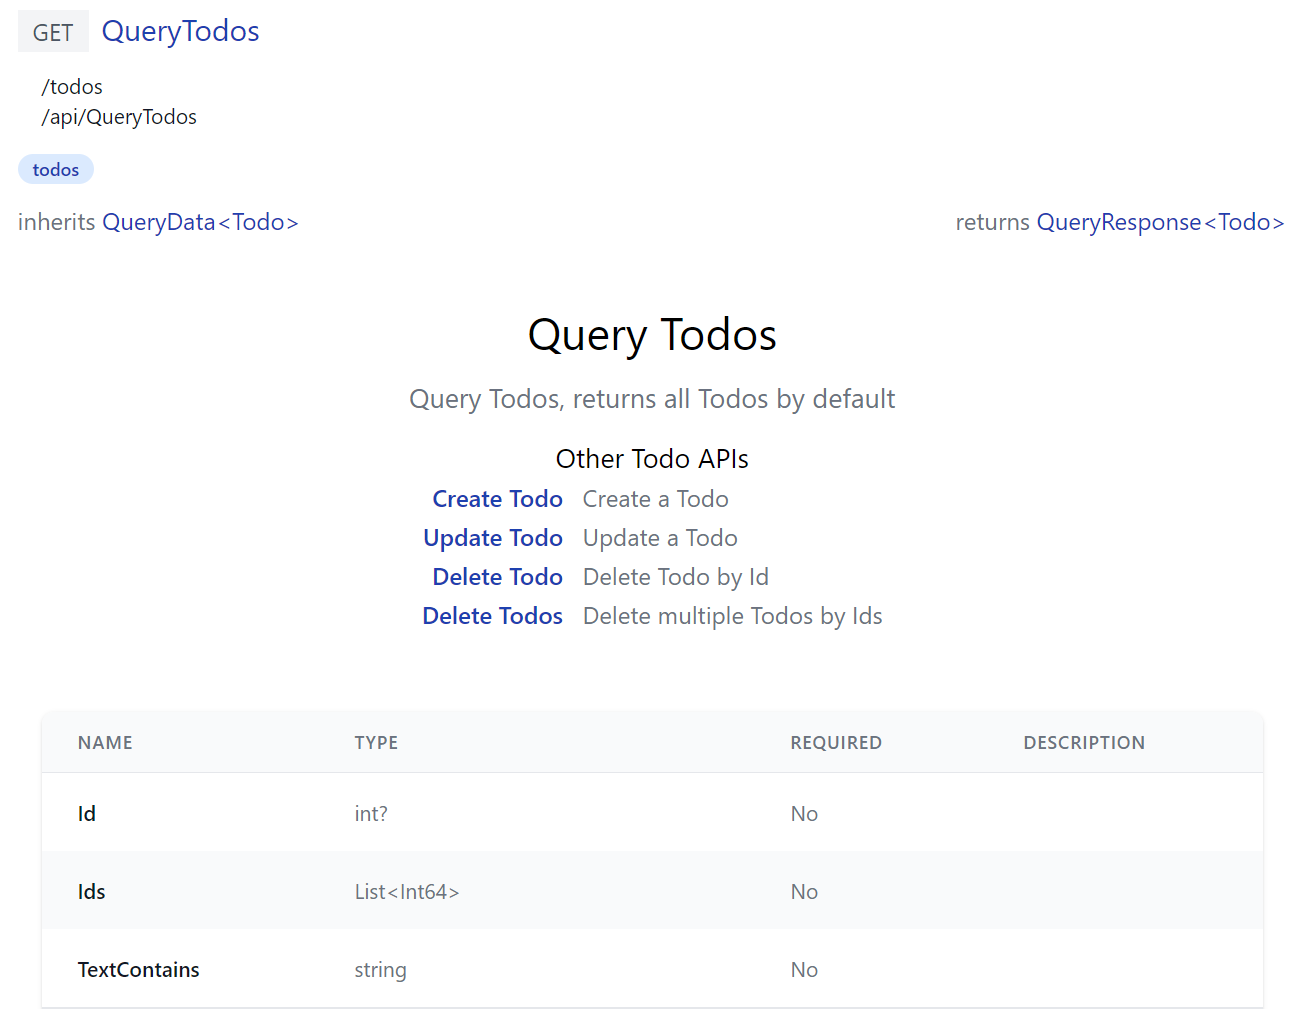 GET QueryTodos
/todos
/api/QueryTodos
todos
inherits QueryData<Todo> returns QueryResponse<Todo>
Query Todos
Query Todos, returns all Todos by default
Other Todo APIs
Create Todo Create a Todo
Update Todo Update a Todo
Delete Todo Delete Todo by Id
Delete Todos Delete multiple Todos by Ids
NAME TYPE REQUIRED DESCRIPTION
Id int? No
Ids List<Int64> No
TextContains string No